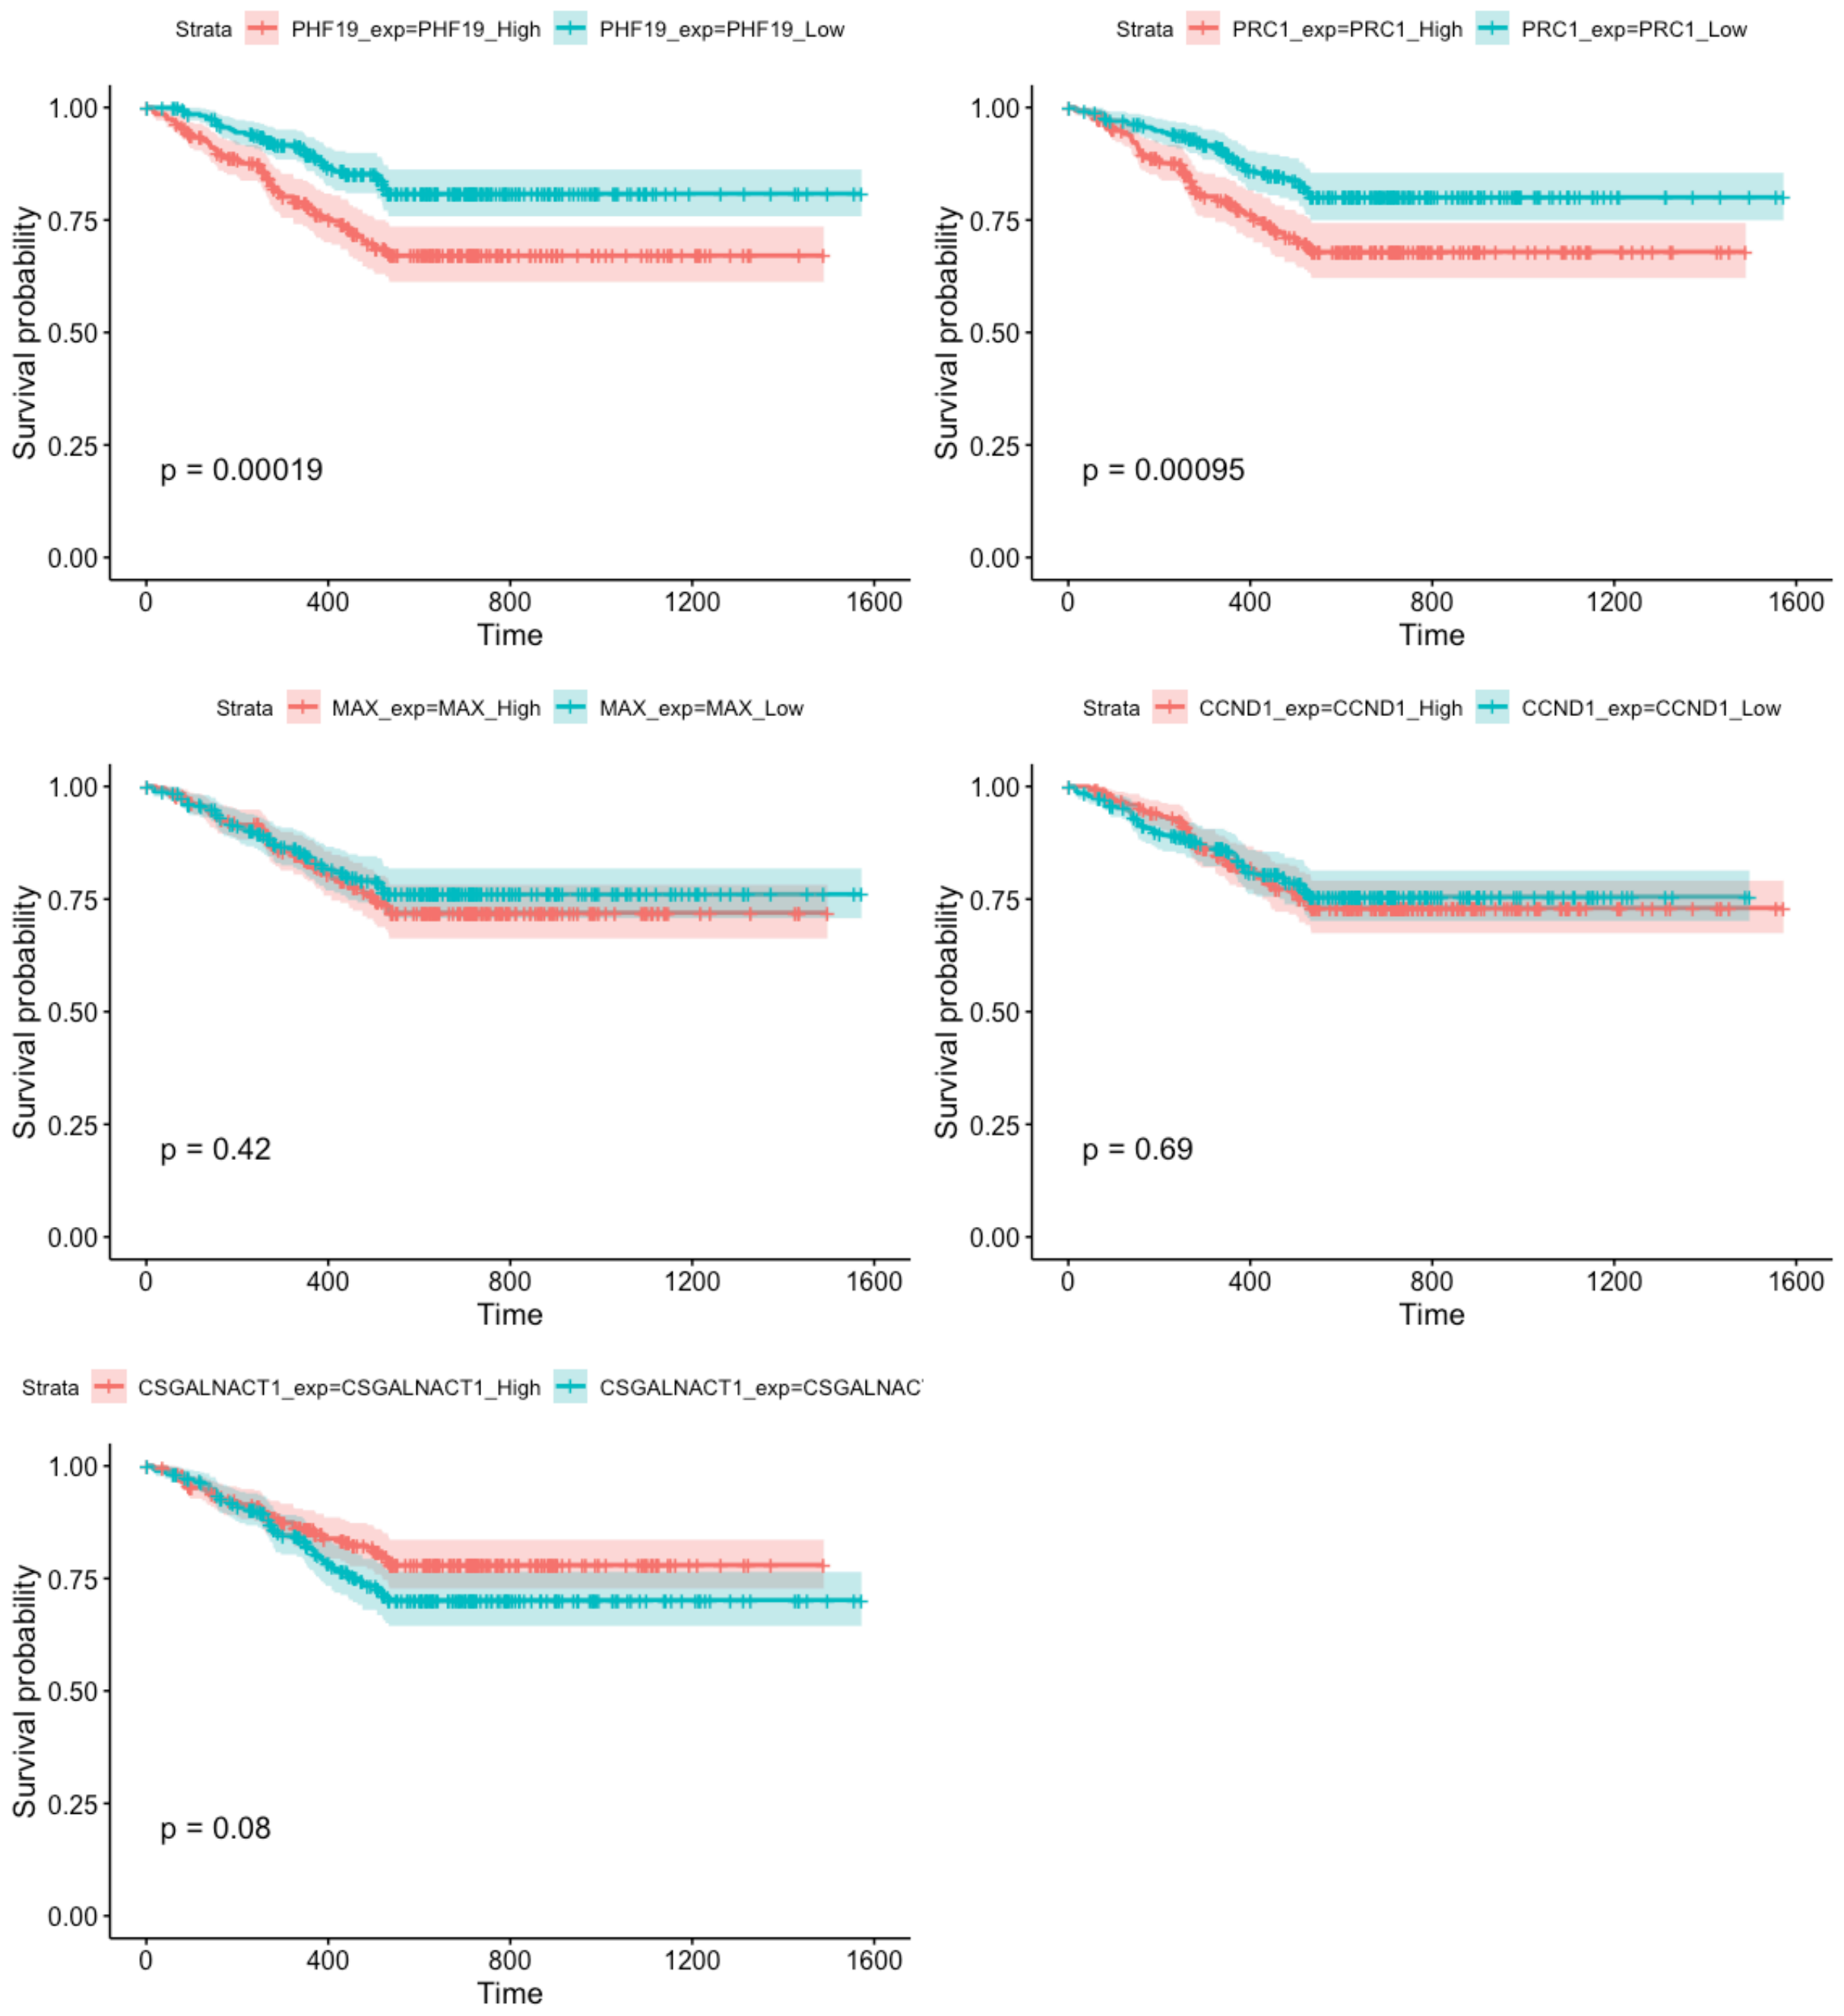 Strata PHF19_exp=PHF19_High PHF19_exp=PHF19_Low
1.00
0.75
0.50
0.25
0.00
Survival probability
p = 0.00019
0 400 800 1200 1600
Time
Strata PRC1_exp=PRC1_High PRC1_exp=PRC1_Low
1.00
0.75
0.50
0.25
0.00
Survival probability
p = 0.00095
0 400 800 1200 1600
Time
Strata MAX_exp=MAX_High MAX_exp=MAX_Low
1.00
0.75
0.50
0.25
0.00
Survival probability
p = 0.42
0 400 800 1200 1600
Time
Strata CCND1_exp=CCND1_High CCND1_exp=CCND1_Low
1.00
0.75
0.50
0.25
0.00
Survival probability
p = 0.69
0 400 800 1200 1600
Time
Strata CSGALNACT1_exp=CSGALNACT1_High CSGALNACT1_exp=CSGALNAC
1.00
0.75
0.50
0.25
0.00
Survival probability
p = 0.08
0 400 800 1200 1600
Time